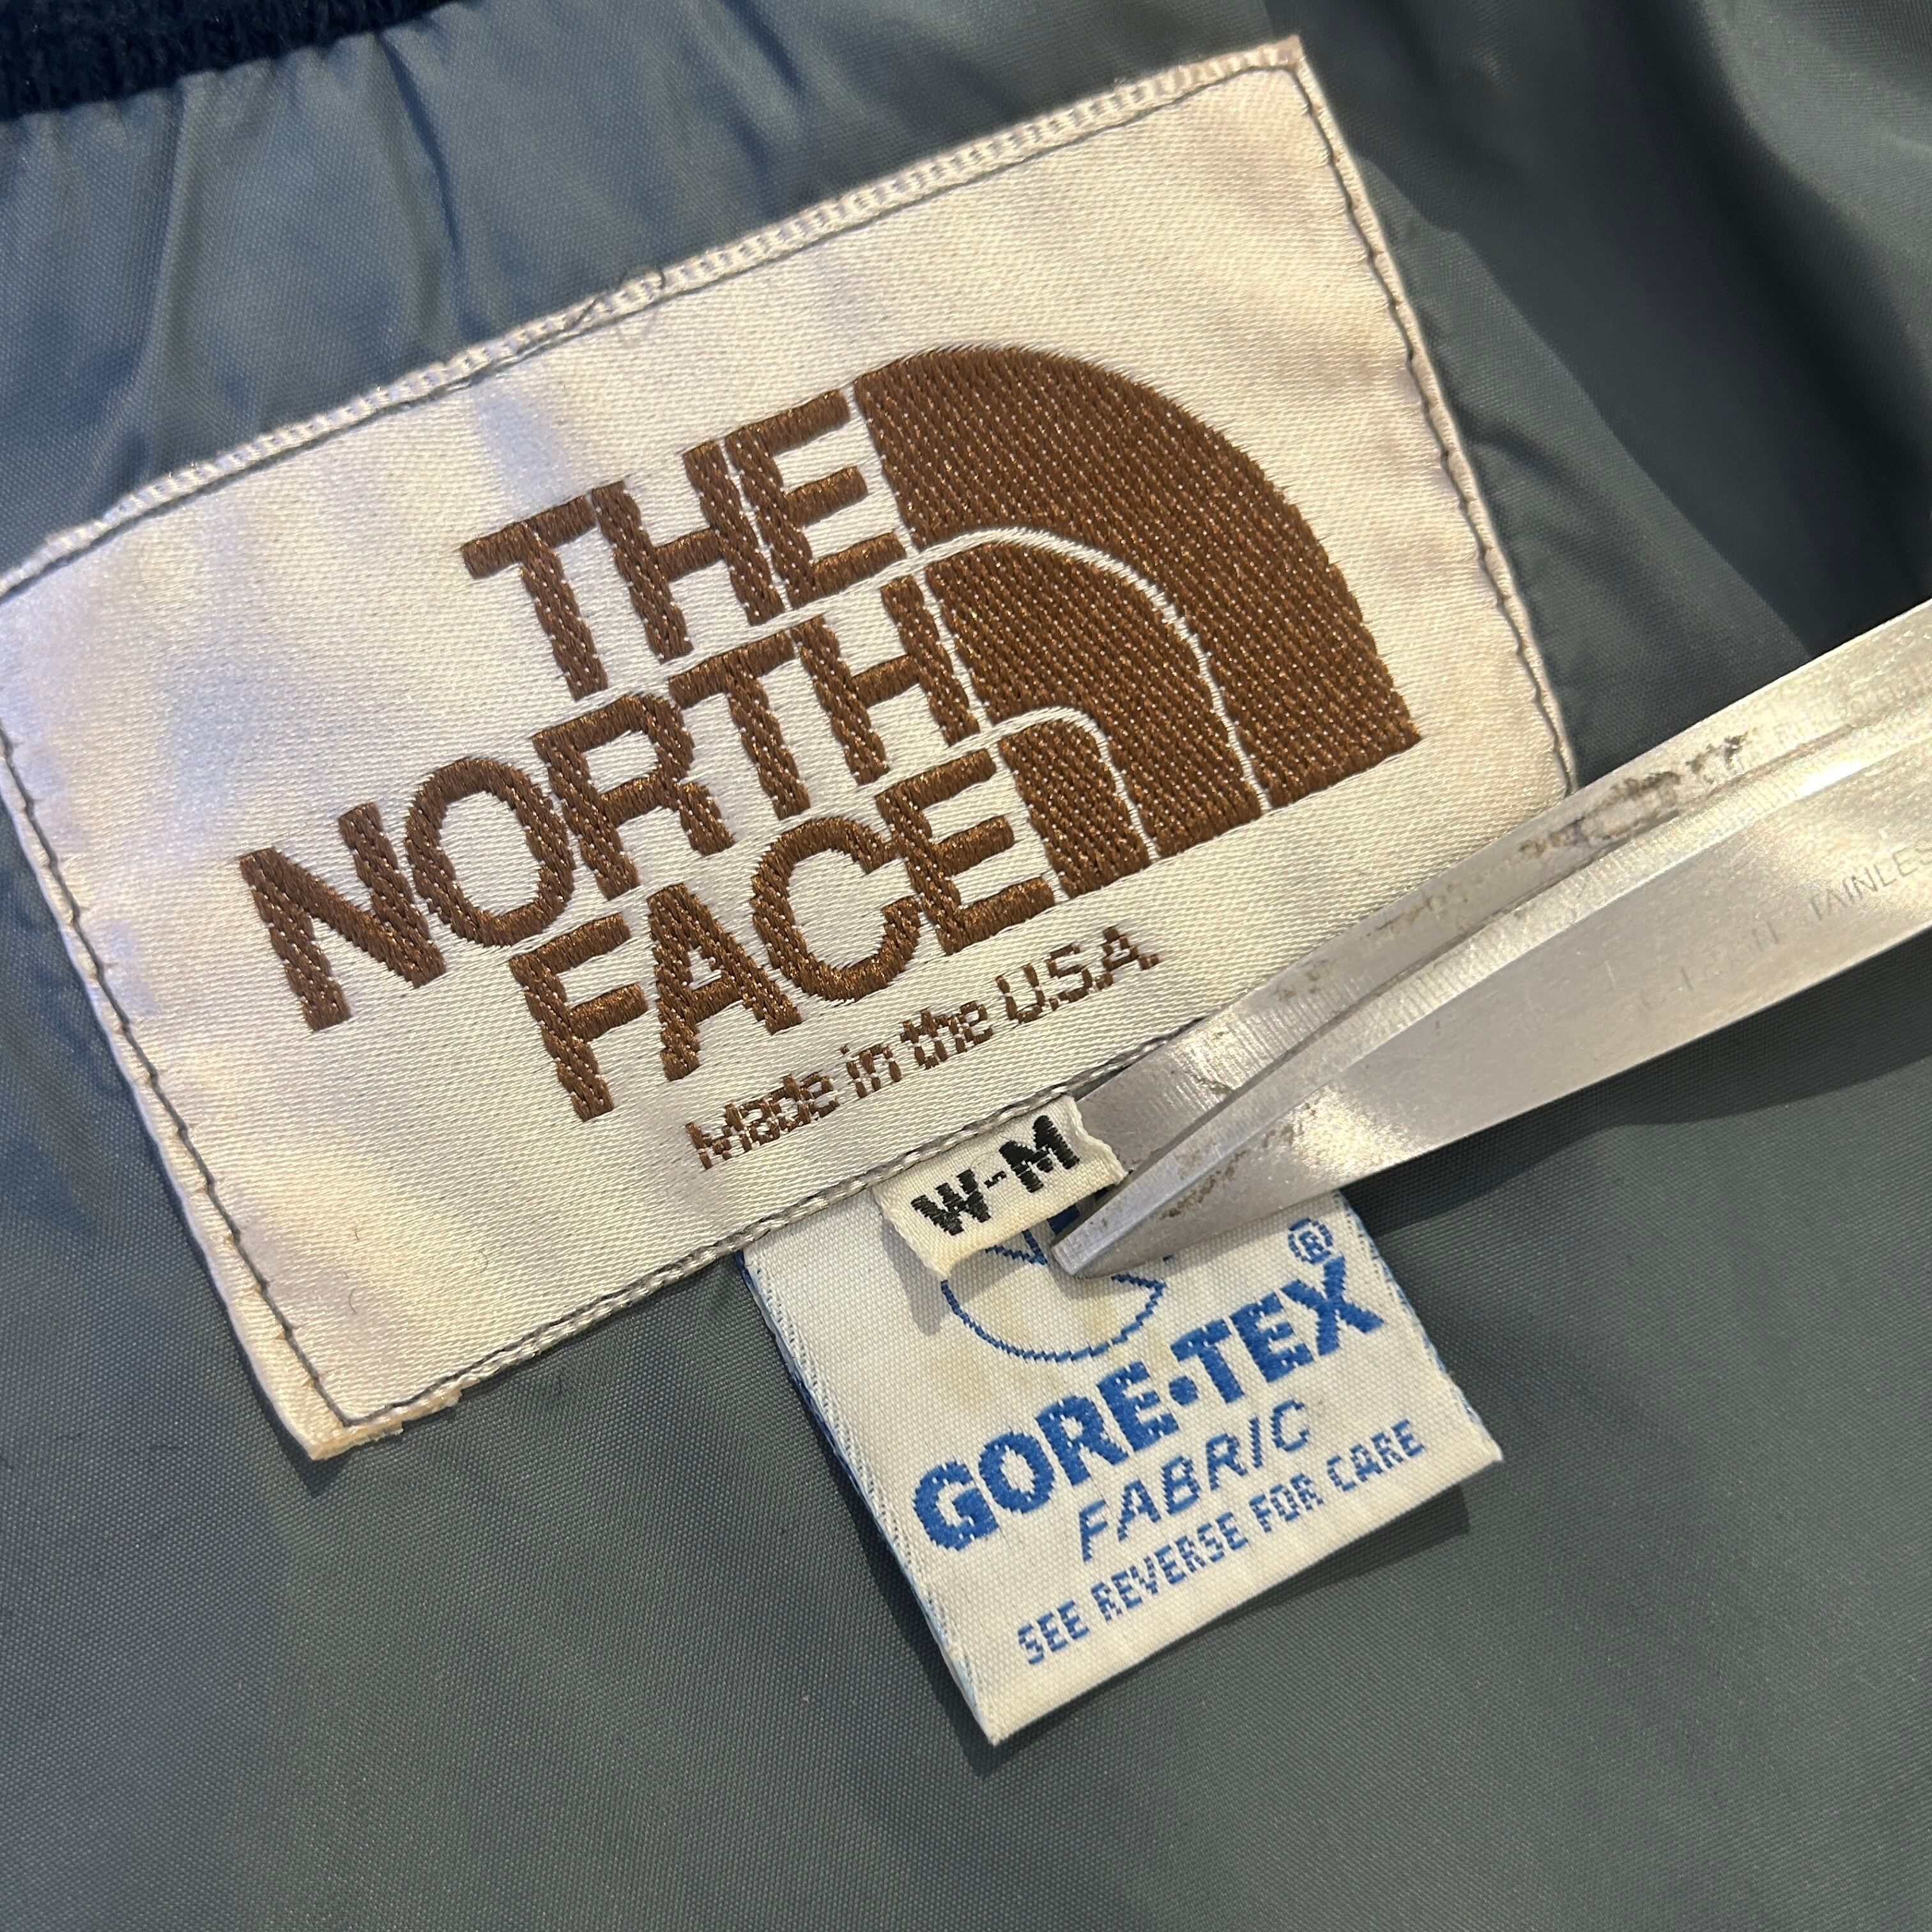 THE
NORTH
FACE
Made in the U.S.A.
W-M
GORE-TEX®
FABRIC
SEE REVERSE FOR CARE